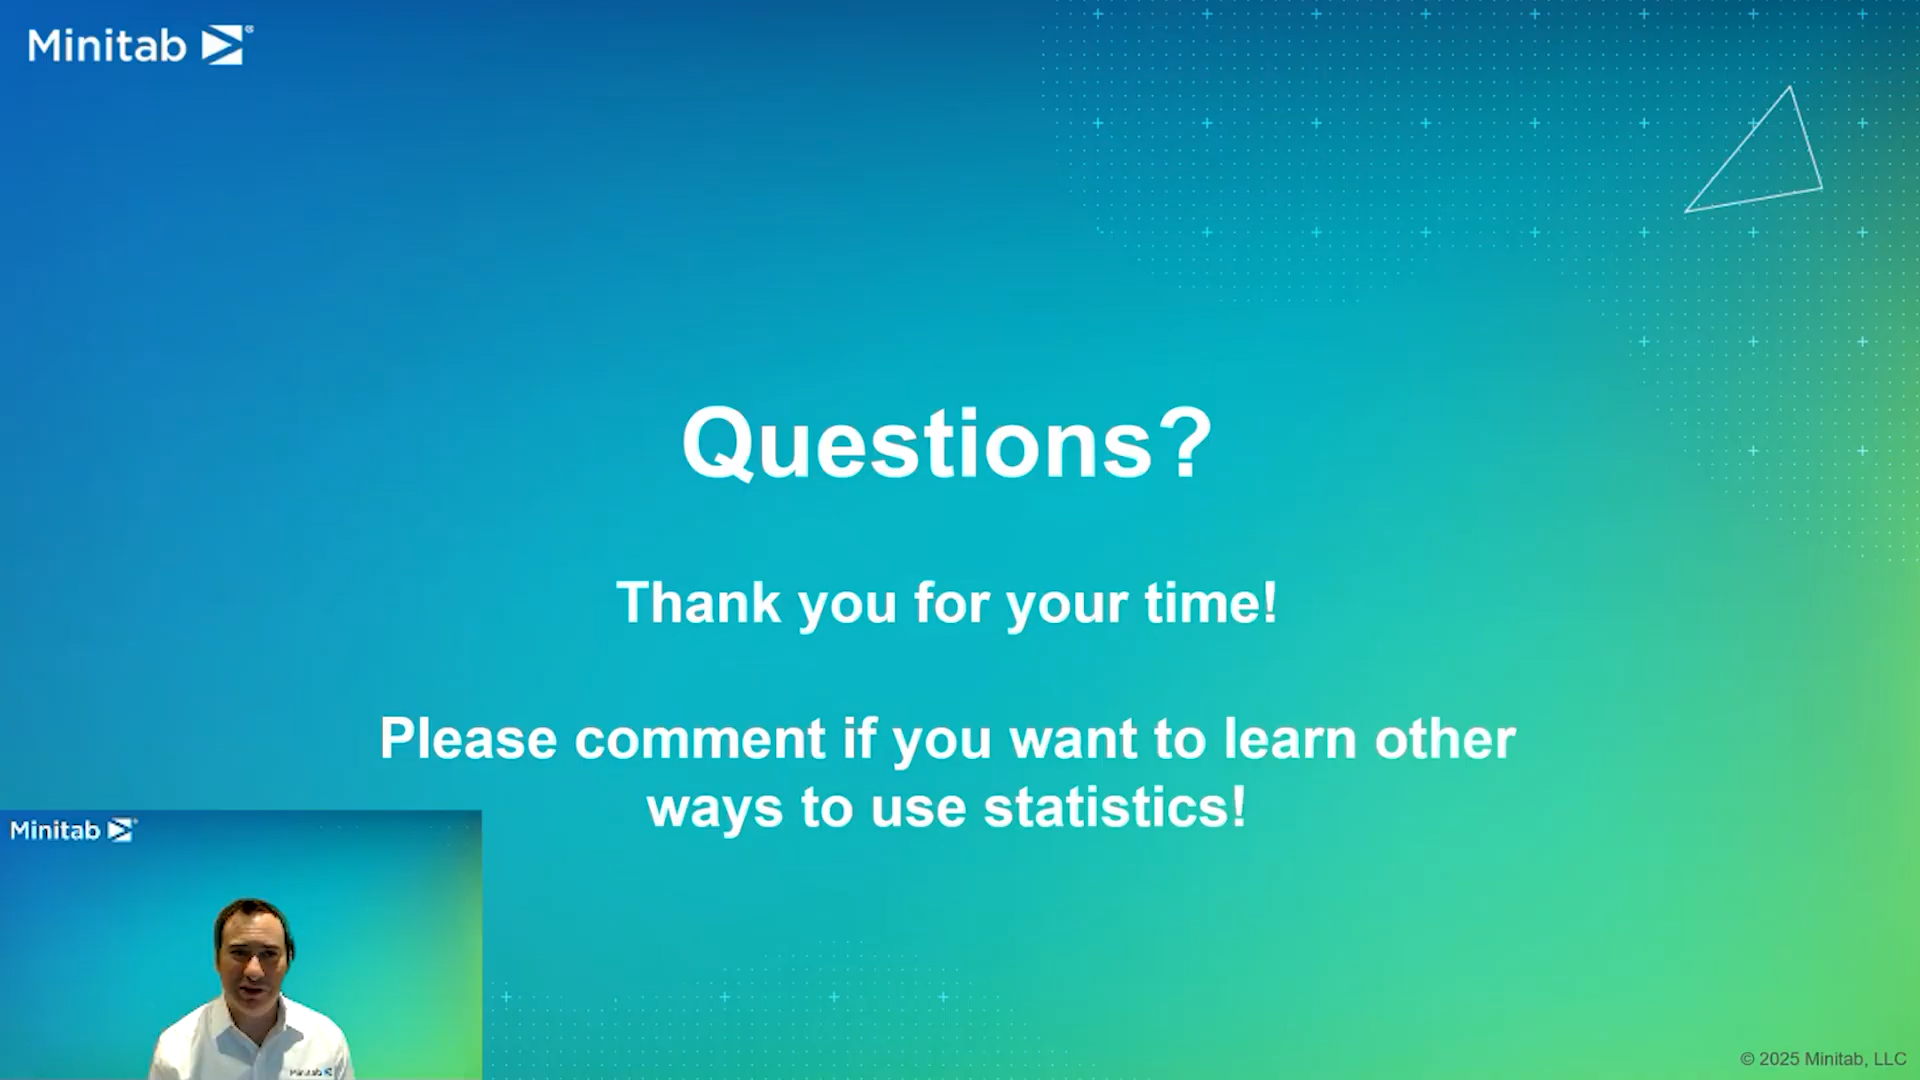 Minitab
Questions?
Thank you for your time!
Please comment if you want to learn other
ways to use statistics!
Minitab
Minitab
© 2025 Minitab, LLC